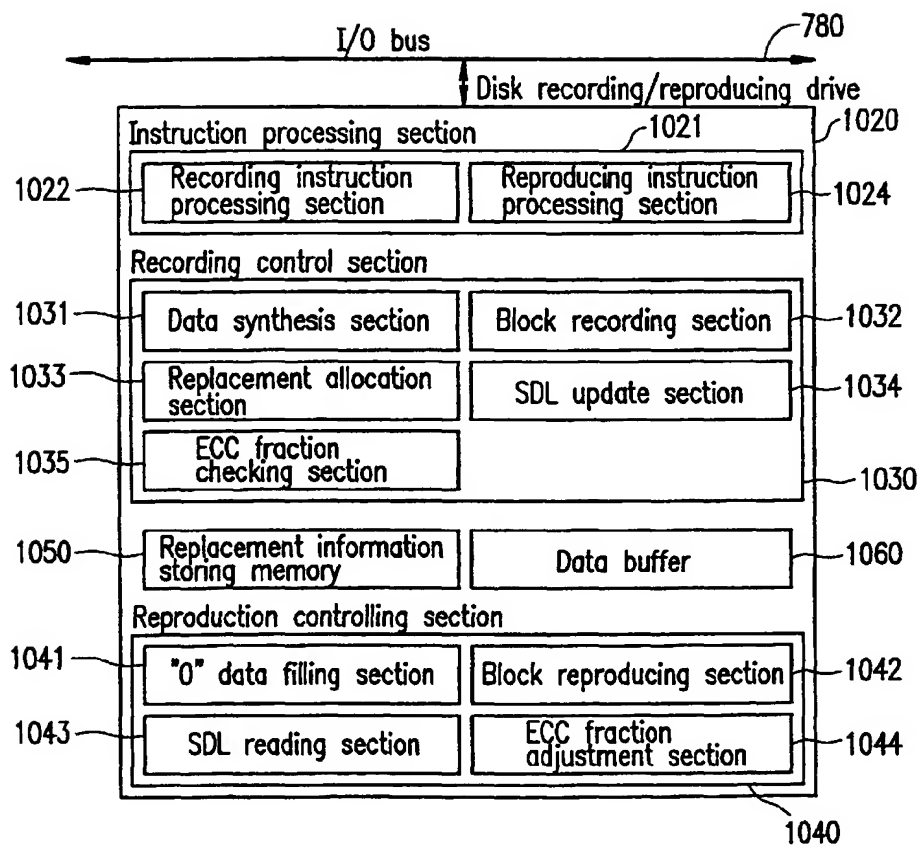 I/O bus
780
Disk recording/reproducing drive
Instruction processing section
1021
1020
1022
Recording instruction
processing section
Reproducing instruction
processing section
1024
Recording control section
1031
Data synthesis section
Block recording section
1032
1033
Replacement allocation
section
SDL update section
1034
1035
ECC fraction
checking section
1030
1050
Replacement information
storing memory
Data buffer
1060
Reproduction controlling section
1041
"0" data filling section
Block reproducing section
1042
1043
SDL reading section
ECC fraction
adjustment section
1044
1040